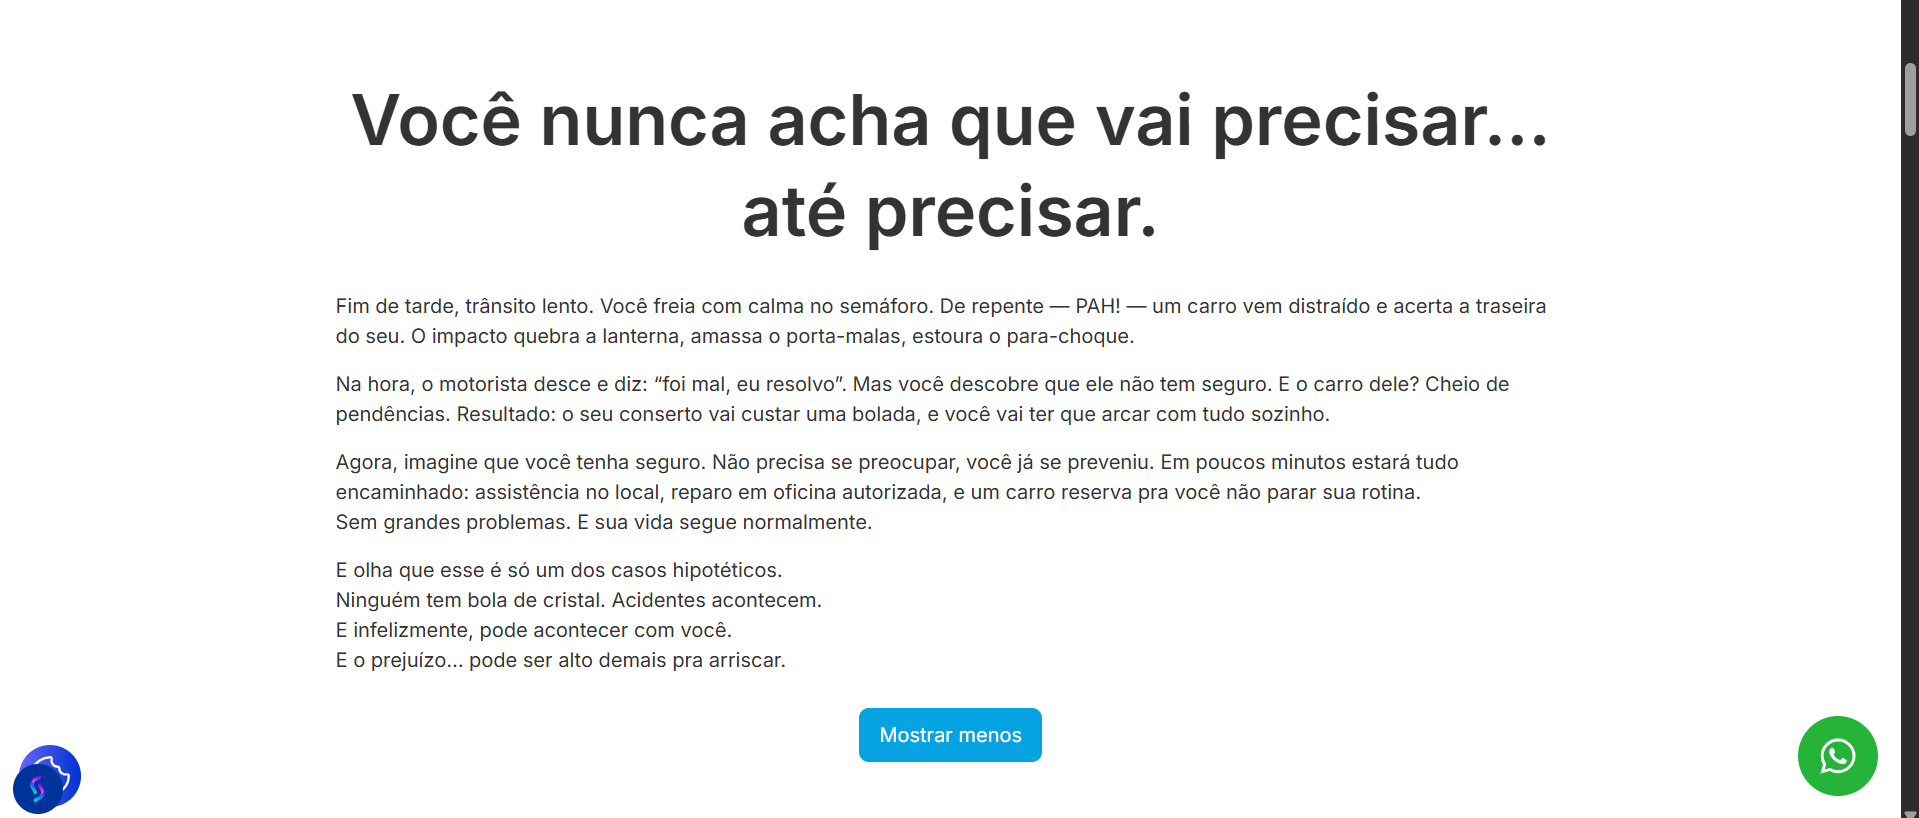 Você nunca acha que vai precisar...
até precisar.
Fim de tarde, trânsito lento. Você freia com calma no semáforo. De repente — PAH! — um carro vem distraído e acerta a traseira
do seu. O impacto quebra a lanterna, amassa o porta-malas, estoura o para-choque.
Na hora, o motorista desce e diz: “foi mal, eu resolvo”. Mas você descobre que ele não tem seguro. E o carro dele? Cheio de
pendências. Resultado: o seu conserto vai custar uma bolada, e você vai ter que arcar com tudo sozinho.
Agora, imagine que você tenha seguro. Não precisa se preocupar, você já se preveniu. Em poucos minutos estará tudo
encaminhado: assistência no local, reparo em oficina autorizada, e um carro reserva pra você não parar sua rotina.
Sem grandes problemas. E sua vida segue normalmente.
E olha que esse é só um dos casos hipotéticos.
Ninguém tem bola de cristal. Acidentes acontecem.
E infelizmente, pode acontecer com você.
E o prejuízo... pode ser alto demais pra arriscar.
Mostrar menos